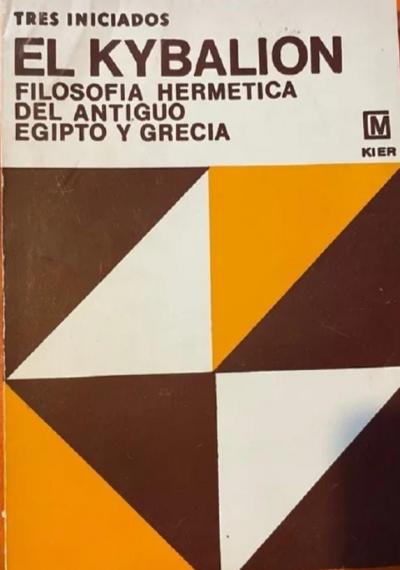 TRES INICIADOS
EL KYBALION
FILOSOFIA HERMETICA
DEL ANTIGUO
EGIPTO Y GRECIA
KIER